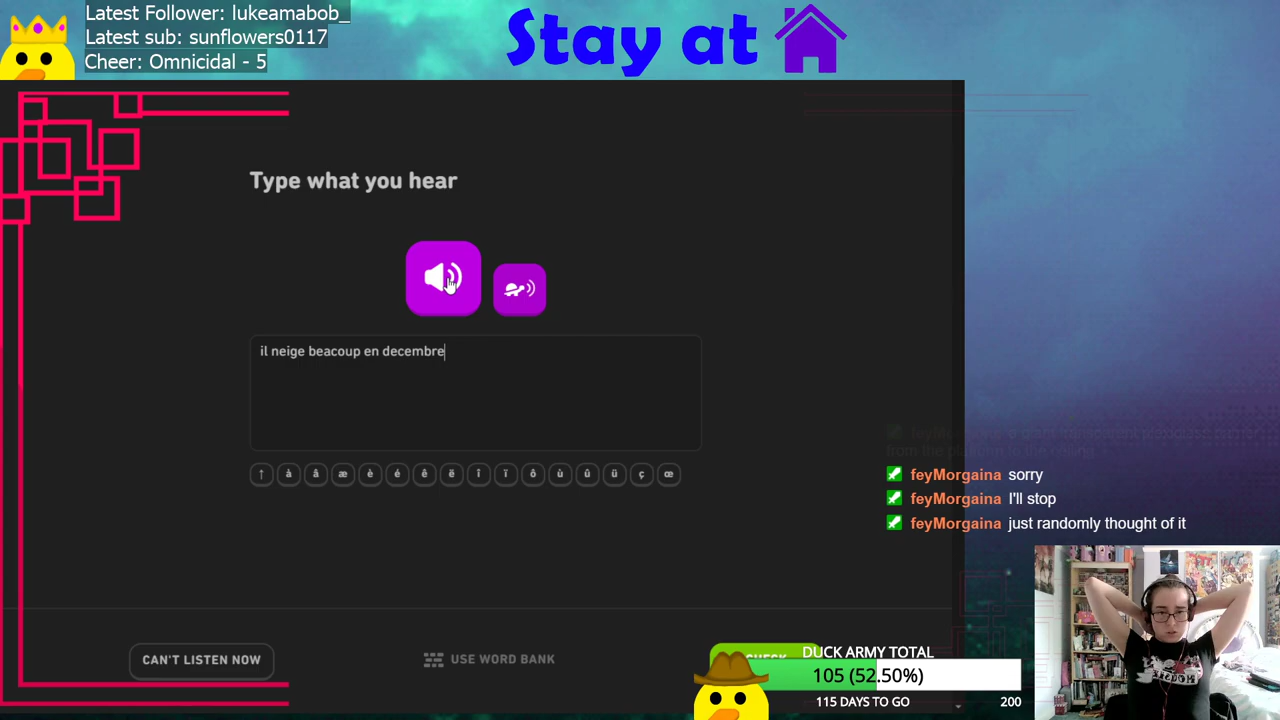 Latest Follower: lukeamabob_
Latest sub: sunflowers0117
Cheer: Omnicidal - 5
Stay at
Type what you hear
il neige beacoup en decembre
↑ à â æ è é ê ë î ï ô ù û ü ç œ
feyMorgaina sorry
feyMorgaina I'll stop
feyMorgaina just randomly thought of it
CAN'T LISTEN NOW
USE WORD BANK
CHECK
DUCK ARMY TOTAL
105 (52.50%)
115 DAYS TO GO
200